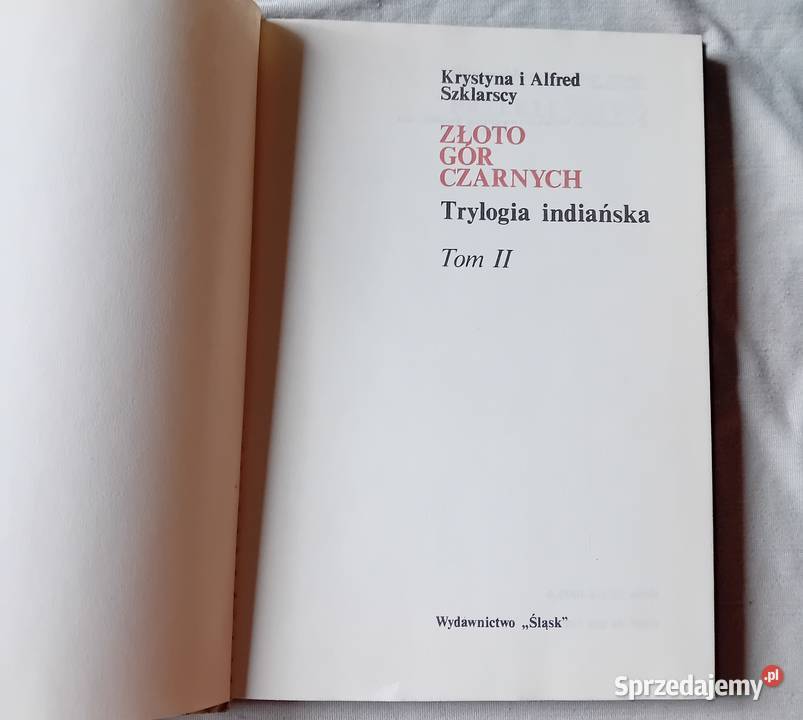 Krystyna i Alfred
Szklarscy
ZŁOTO
GÓR
CZARNYCH
Trylogia indiańska
Tom II
Wydawnictwo „Śląsk"
Sprzedajemy.pl